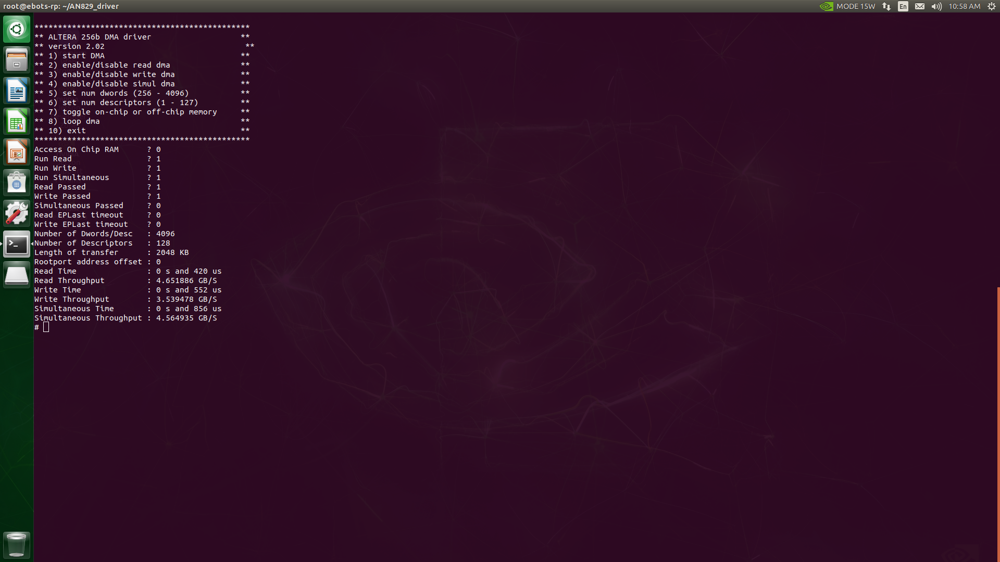 root@ebots-rp: ~/AN829_driver
MODE 15W
En
10:58 AM
**********************************************
** ALTERA 256b DMA driver                   **
** version 2.02                              **
** 1) start DMA                             **
** 2) enable/disable read dma               **
** 3) enable/disable write dma              **
** 4) enable/disable simul dma              **
** 5) set num dwords (256 - 4096)           **
** 6) set num descriptors (1 - 127)         **
** 7) toggle on-chip or off-chip memory     **
** 8) loop dma                              **
** 10) exit                                 **
**********************************************
Access On Chip RAM      ? 0
Run Read                ? 1
Run Write               ? 1
Run Simultaneous        ? 1
Read Passed             ? 1
Write Passed            ? 1
Simultaneous Passed     ? 0
Read EPLast timeout     ? 0
Write EPLast timeout    ? 0
Number of Dwords/Desc   : 4096
Number of Descriptors   : 128
Length of transfer      : 2048 KB
Rootport address offset : 0
Read Time               : 0 s and 420 us
Read Throughput         : 4.651886 GB/S
Write Time              : 0 s and 552 us
Write Throughput        : 3.539478 GB/S
Simultaneous Time       : 0 s and 856 us
Simultaneous Throughput : 4.564935 GB/S
#